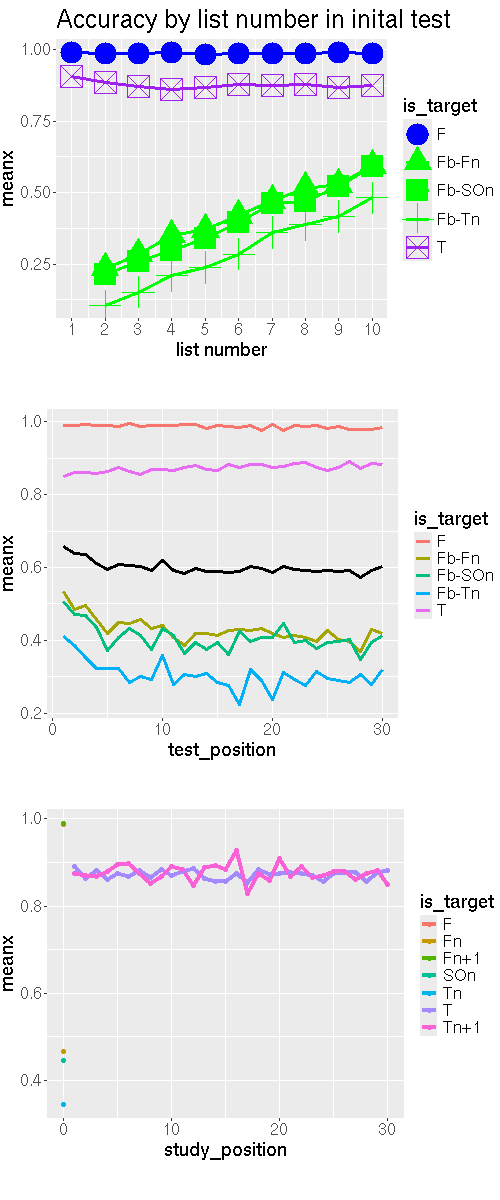 Accuracy by list number in inital test
1.00
0.75
0.50
0.25
meanx
1 2 3 4 5 6 7 8 9 10
list number
is_target
F
Fb-Fn
Fb-SOn
Fb-Tn
T
1.0
0.8
0.6
0.4
0.2
meanx
0 10 20 30
test_position
is_target
F
Fb-Fn
Fb-SOn
Fb-Tn
T
1.0
0.8
0.6
0.4
meanx
0 10 20 30
study_position
is_target
F
Fn
Fn+1
SOn
Tn
T
Tn+1